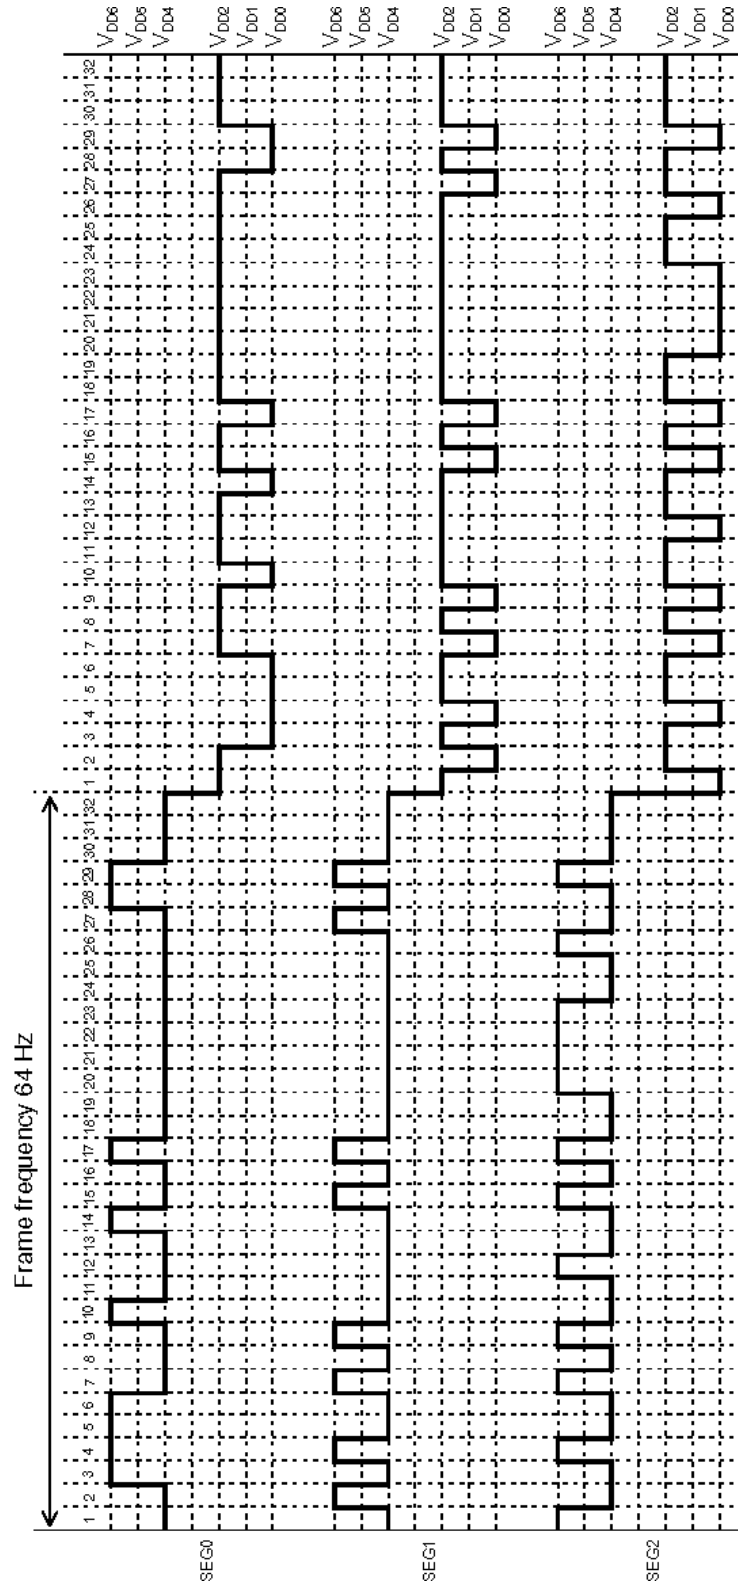 Frame frequency 64 Hz
1 2 3 4 5 6 7 8 9 10 11 12 13 14 15 16 17 18 19 20 21 22 23 24 25 26 27 28 29 30 31 32 1 2 3 4 5 6 7 8 9 10 11 12 13 14 15 16 17 18 19 20 21 22 23 24 25 26 27 28 29 30 31 32
VDD6
VDD5
VDD4
SEG0
VDD2
VDD1
VDD0
VDD6
VDD5
VDD4
SEG1
VDD2
VDD1
VDD0
VDD6
VDD5
VDD4
SEG2
VDD2
VDD1
VDD0